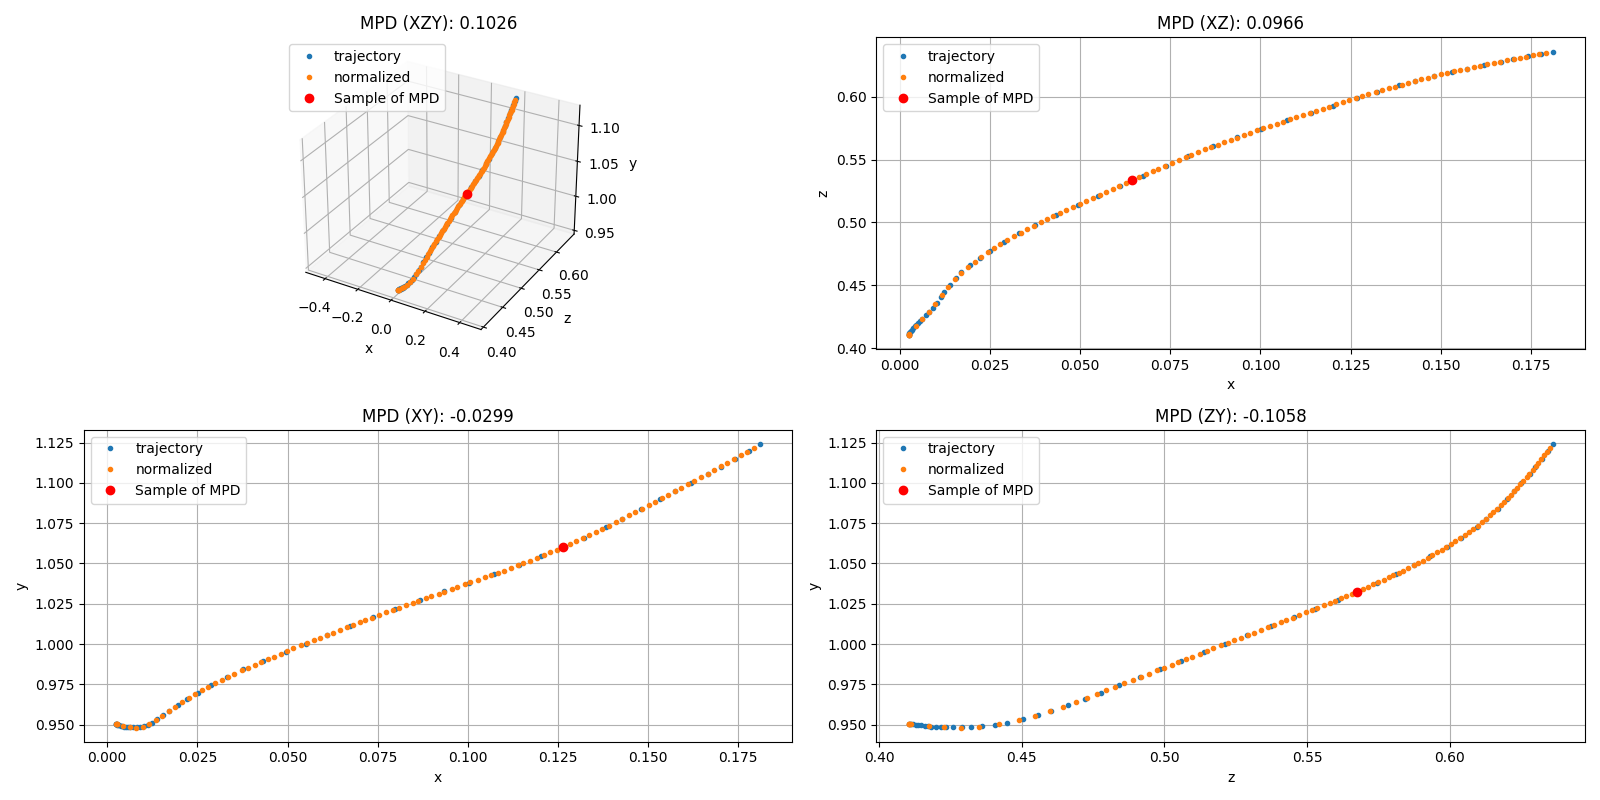 MPD (XZY): 0.1026
trajectory
normalized
Sample of MPD
1.10
1.05
1.00
0.95
y
−0.4
−0.2
0.0
0.2
0.4
x
0.40
0.45
0.50
0.55
0.60
z
MPD (XZ): 0.0966
trajectory
normalized
Sample of MPD
0.60
0.55
0.50
0.45
0.40
z
0.000 0.025 0.050 0.075 0.100 0.125 0.150 0.175
x
MPD (XY): -0.0299
trajectory
normalized
Sample of MPD
1.125
1.100
1.075
1.050
1.025
1.000
0.975
0.950
y
0.000 0.025 0.050 0.075 0.100 0.125 0.150 0.175
x
MPD (ZY): -0.1058
trajectory
normalized
Sample of MPD
1.125
1.100
1.075
1.050
1.025
1.000
0.975
0.950
y
0.40 0.45 0.50 0.55 0.60
z